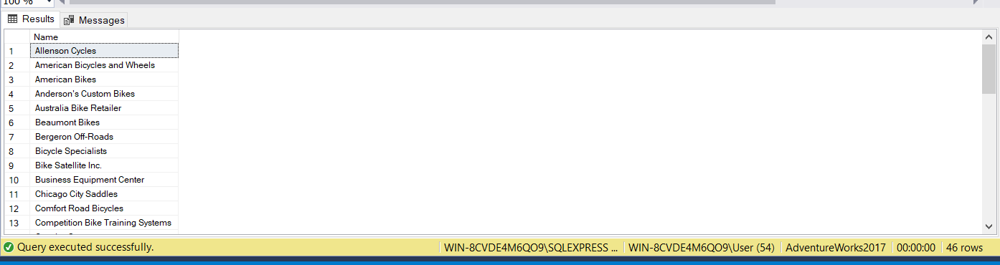 100 %
Results Messages
Name
1 Allenson Cycles
2 American Bicycles and Wheels
3 American Bikes
4 Anderson's Custom Bikes
5 Australia Bike Retailer
6 Beaumont Bikes
7 Bergeron Off-Roads
8 Bicycle Specialists
9 Bike Satellite Inc.
10 Business Equipment Center
11 Chicago City Saddles
12 Comfort Road Bicycles
13 Competition Bike Training Systems
Query executed successfully. WIN-8CVDE4M6QO9\SQLEXPRESS ... WIN-8CVDE4M6QO9\User (54) AdventureWorks2017 00:00:00 46 rows